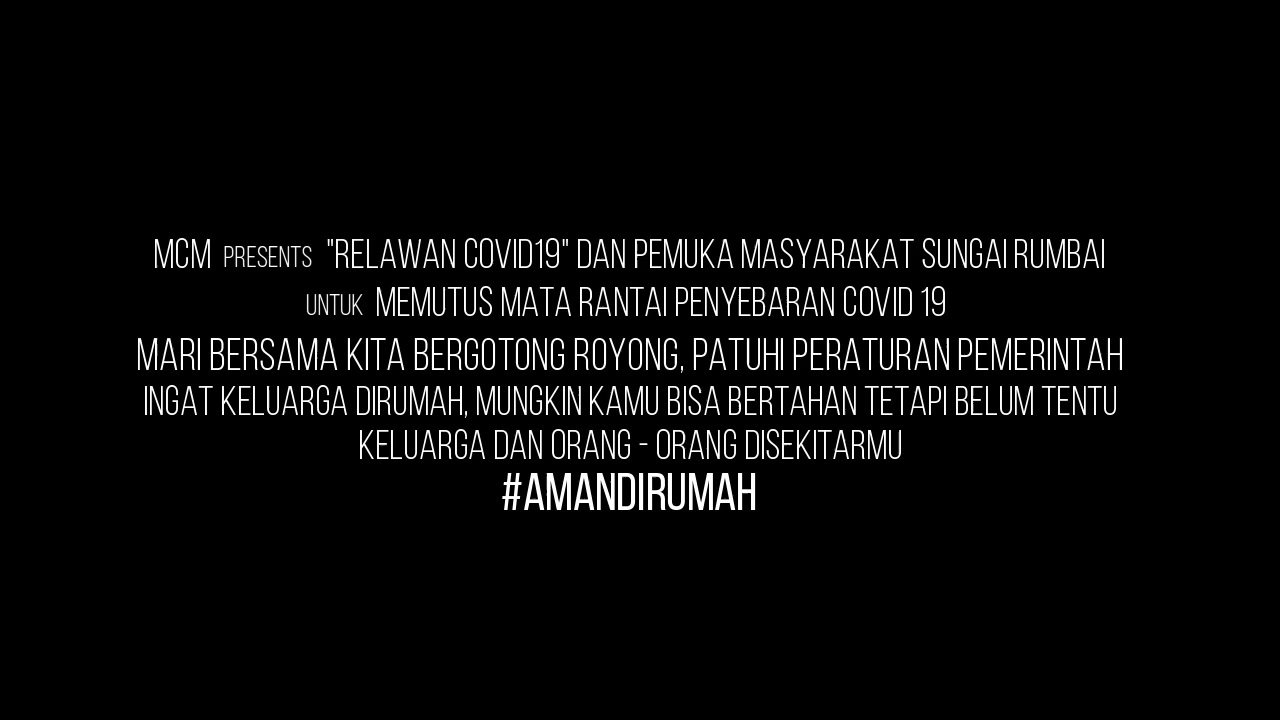 MCM PRESENTS "RELAWAN COVID19" DAN PEMUKA MASYARAKAT SUNGAI RUMBAI
UNTUK MEMUTUS MATA RANTAI PENYEBARAN COVID 19
MARI BERSAMA KITA BERGOTONG ROYONG, PATUHI PERATURAN PEMERINTAH
INGAT KELUARGA DIRUMAH, MUNGKIN KAMU BISA BERTAHAN TETAPI BELUM TENTU
KELUARGA DAN ORANG - ORANG DISEKITARMU
#AMANDIRUMAH